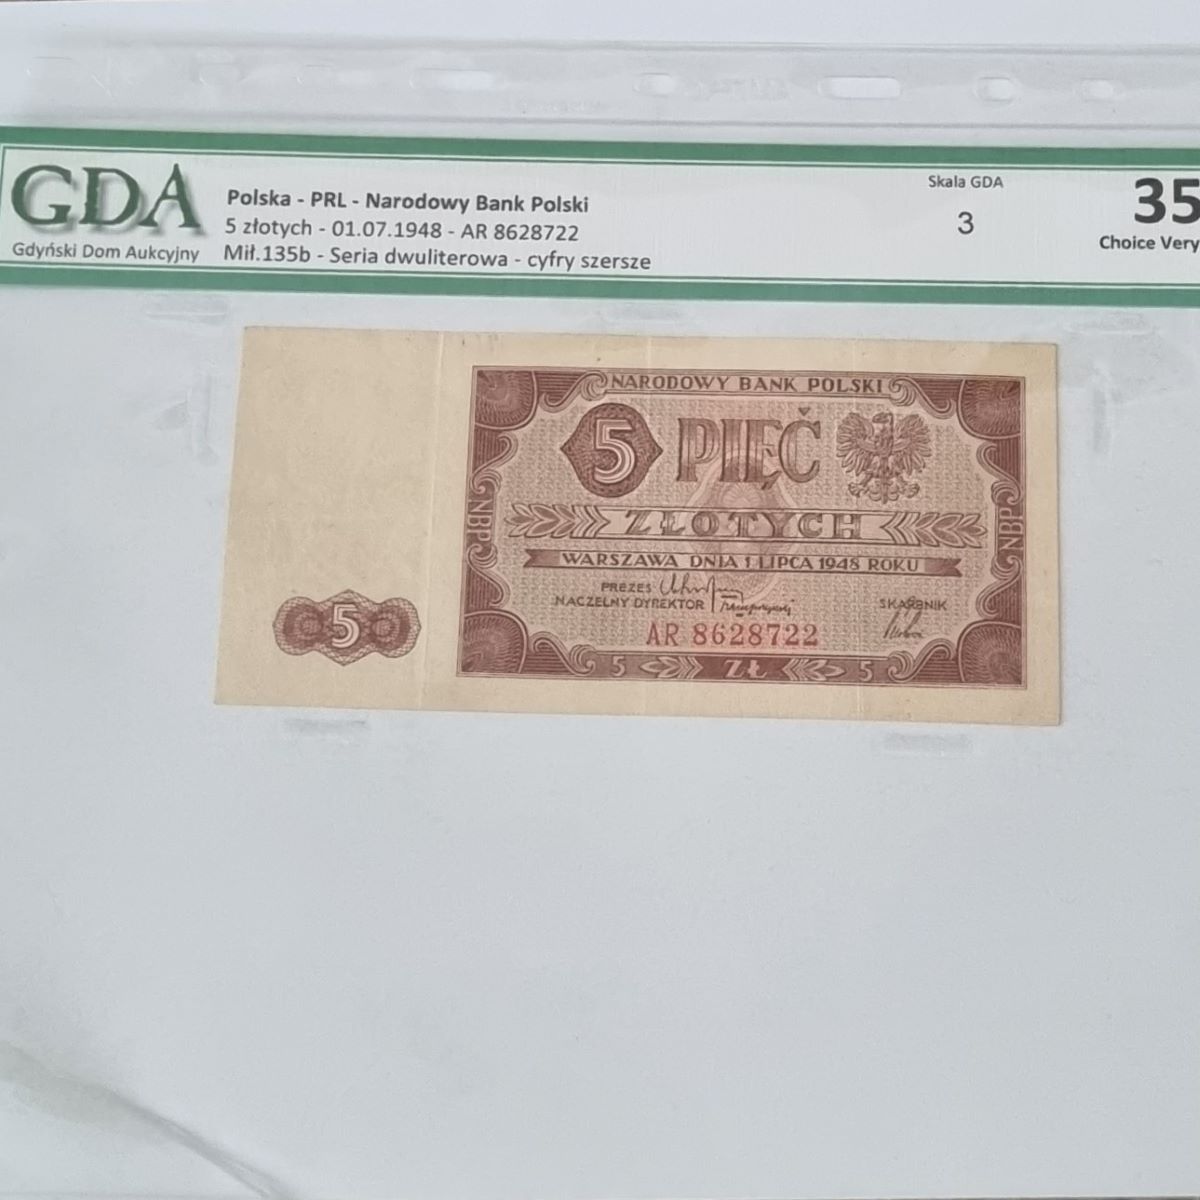 GDA
Gdyński Dom Aukcyjny
Polska - PRL - Narodowy Bank Polski
5 złotych - 01.07.1948 - AR 8628722
Mił.135b - Seria dwuliterowa - cyfry szersze
Skala GDA
3
35
Choice Very
NARODOWY BANK POLSKI
5 PIĘĆ
ZŁOTYCH
WARSZAWA DNIA 1 LIPCA 1948 ROKU
PREZES
NACZELNY DYREKTOR
SKARBNIK
AR 8628722
5 ZŁ 5
NBP
NBP
5